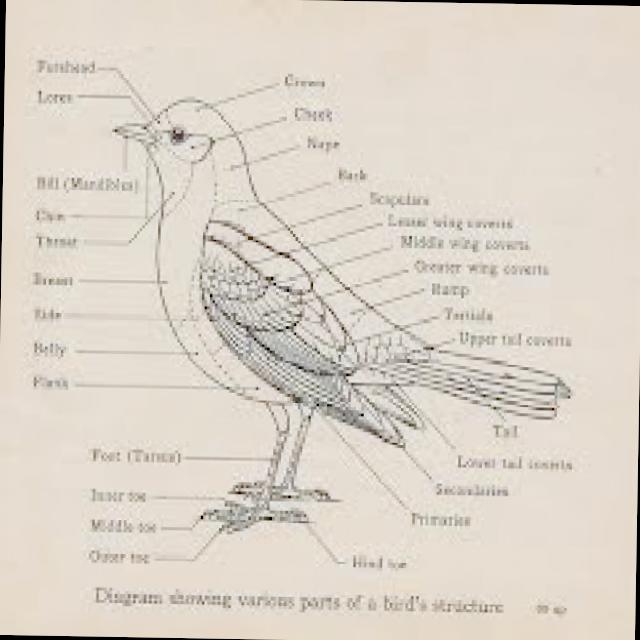 Forehead
Lores
Bill (Mandibles)
Chin
Throat
Breast
Side
Belly
Flank
Foot (Tarsus)
Inner toe
Middle toe
Outer toe
Crown
Cheek
Nape
Back
Scapulars
Lesser wing coverts
Middle wing coverts
Greater wing coverts
Rump
Tertials
Upper tail coverts
Tail
Lower tail coverts
Secondaries
Primaries
Hind toe
Diagram showing various parts of a bird's structure